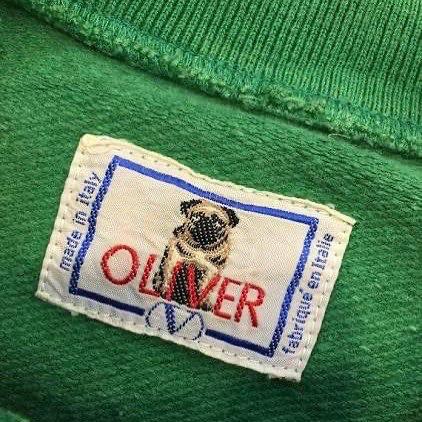 made in italy
OLIVER
V
fabriqué en Italie